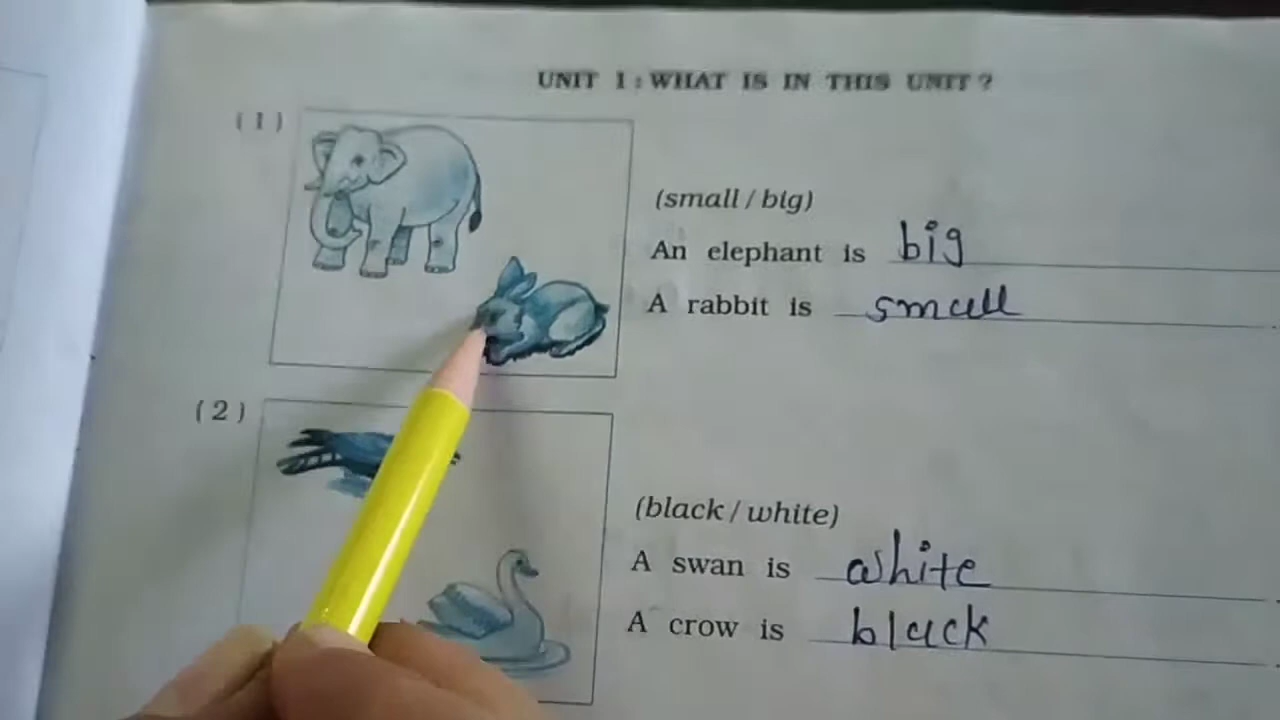 UNIT 1 : WHAT IS IN THIS UNIT ?
(1)
(small / big)
An elephant is big
A rabbit is small
(2)
(black / white)
A swan is white
A crow is black